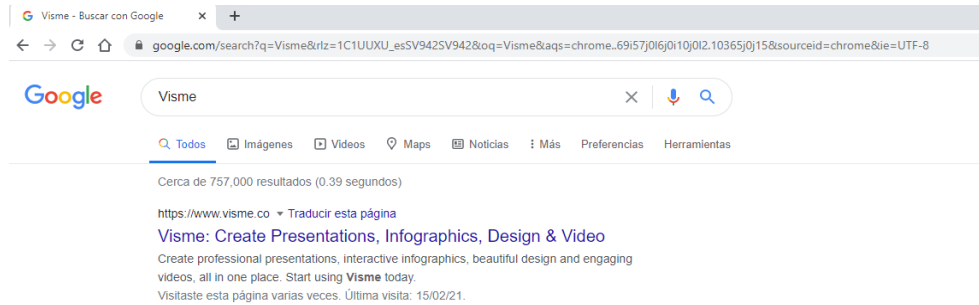 Visme - Buscar con Google
google.com/search?q=Visme&rlz=1C1UUXU_esSV942SV942&oq=Visme&aqs=chrome..69i57j0l6j0i10j0l2.10365j0j15&sourceid=chrome&ie=UTF-8
Google Visme
Todos Imágenes Videos Maps Noticias Más Preferencias Herramientas
Cerca de 757,000 resultados (0.39 segundos)
https://www.visme.co Traducir esta página
Visme: Create Presentations, Infographics, Design & Video
Create professional presentations, interactive infographics, beautiful design and engaging
videos, all in one place. Start using Visme today.
Visitaste esta página varias veces. Última visita: 15/02/21.